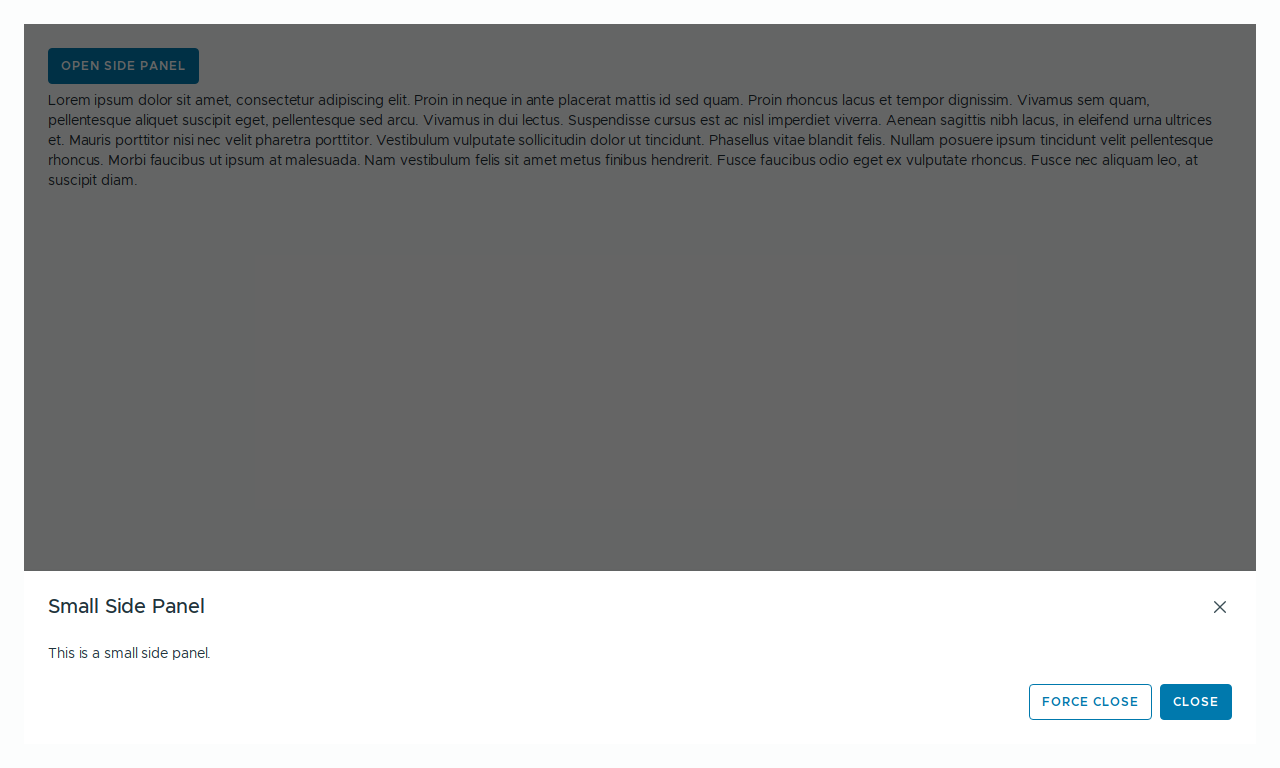 OPEN SIDE PANEL
Lorem ipsum dolor sit amet, consectetur adipiscing elit. Proin in neque in ante placerat mattis id sed quam. Proin rhoncus lacus et tempor dignissim. Vivamus sem quam,
pellentesque aliquet suscipit eget, pellentesque sed arcu. Vivamus in dui lectus. Suspendisse cursus est ac nisl imperdiet viverra. Aenean sagittis nibh lacus, in eleifend urna ultrices
et. Mauris porttitor nisi nec velit pharetra porttitor. Vestibulum vulputate sollicitudin dolor ut tincidunt. Phasellus vitae blandit felis. Nullam posuere ipsum tincidunt velit pellentesque
rhoncus. Morbi faucibus ut ipsum at malesuada. Nam vestibulum felis sit amet metus finibus hendrerit. Fusce faucibus odio eget ex vulputate rhoncus. Fusce nec aliquam leo, at
suscipit diam.
Small Side Panel
This is a small side panel.
FORCE CLOSE
CLOSE